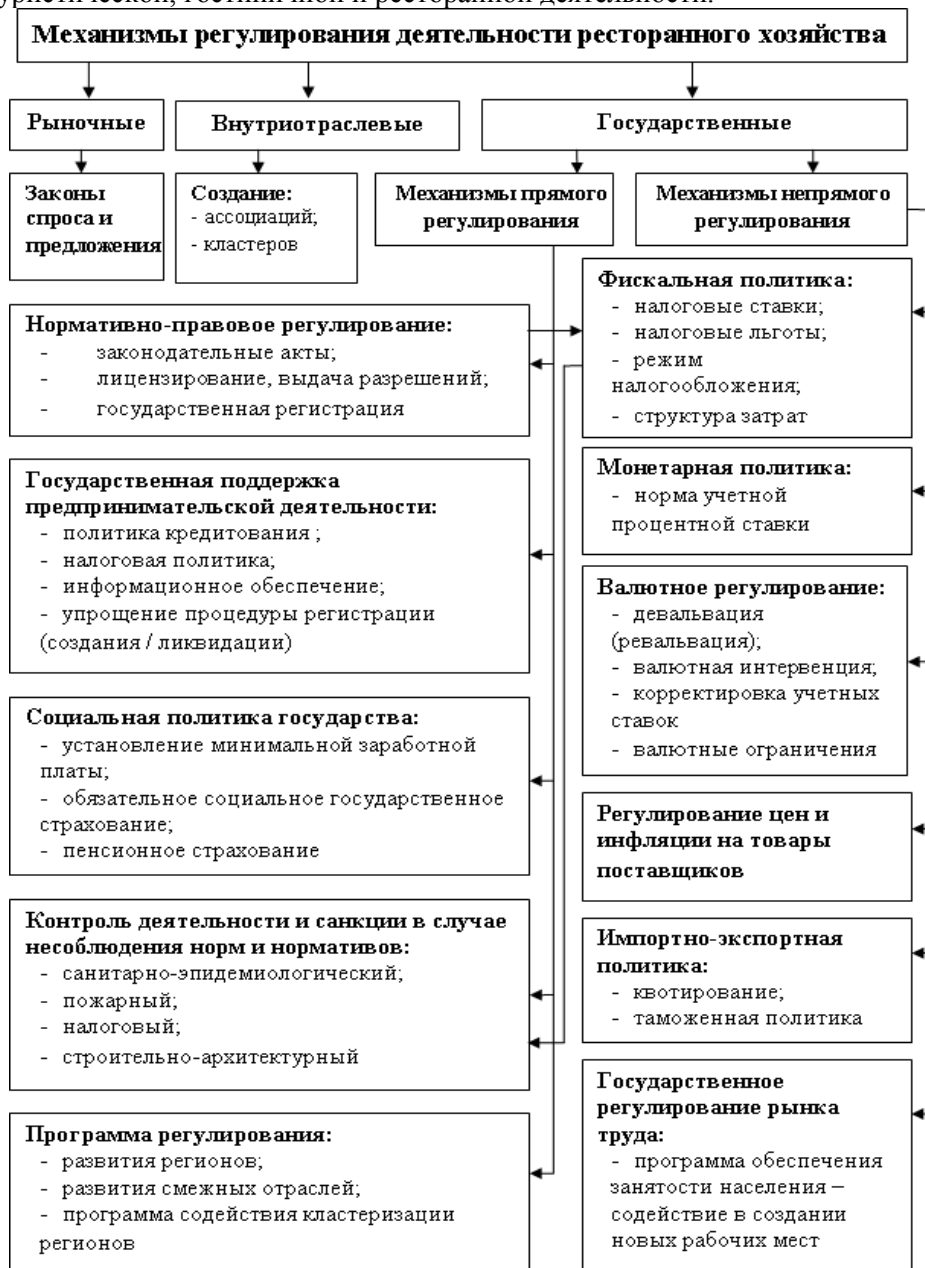 уристической, гостиничной и ресторанной деятельности.
Механизмы регулирования деятельности ресторанного хозяйства
Рыночные
Внутриотраслевые
Государственные
Законы
спроса и
предложения
Создание:
- ассоциаций;
- кластеров
Механизмы прямого
регулирования
Механизмы непрямого
регулирования
Нормативно-правовое регулирование:
- законодательные акты;
- лицензирование, выдача разрешений;
- государственная регистрация
Государственная поддержка
предпринимательской деятельности:
- политика кредитования ;
- налоговая политика;
- информационное обеспечение;
- упрощение процедуры регистрации
(создания / ликвидации)
Социальная политика государства:
- установление минимальной заработной
платы;
- обязательное социальное государственное
страхование;
- пенсионное страхование
Контроль деятельности и санкции в случае
несоблюдения норм и нормативов:
- санитарно-эпидемиологический;
- пожарный;
- налоговый;
- строительно-архитектурный
Программа регулирования:
- развития регионов;
- развития смежных отраслей;
- программа содействия кластеризации
регионов
Фискальная политика:
- налоговые ставки;
- налоговые льготы;
- режим
налогообложения;
- структура затрат
Монетарная политика:
- норма учетной
процентной ставки
Валютное регулирование:
- девальвация
(ревальвация);
- валютная интервенция;
- корректировка учетных
ставок
- валютные ограничения
Регулирование цен и
инфляции на товары
поставщиков
Импортно-экспортная
политика:
- квотирование;
- таможенная политика
Государственное
регулирование рынка
труда:
- программа обеспечения
занятости населения –
содействие в создании
новых рабочих мест